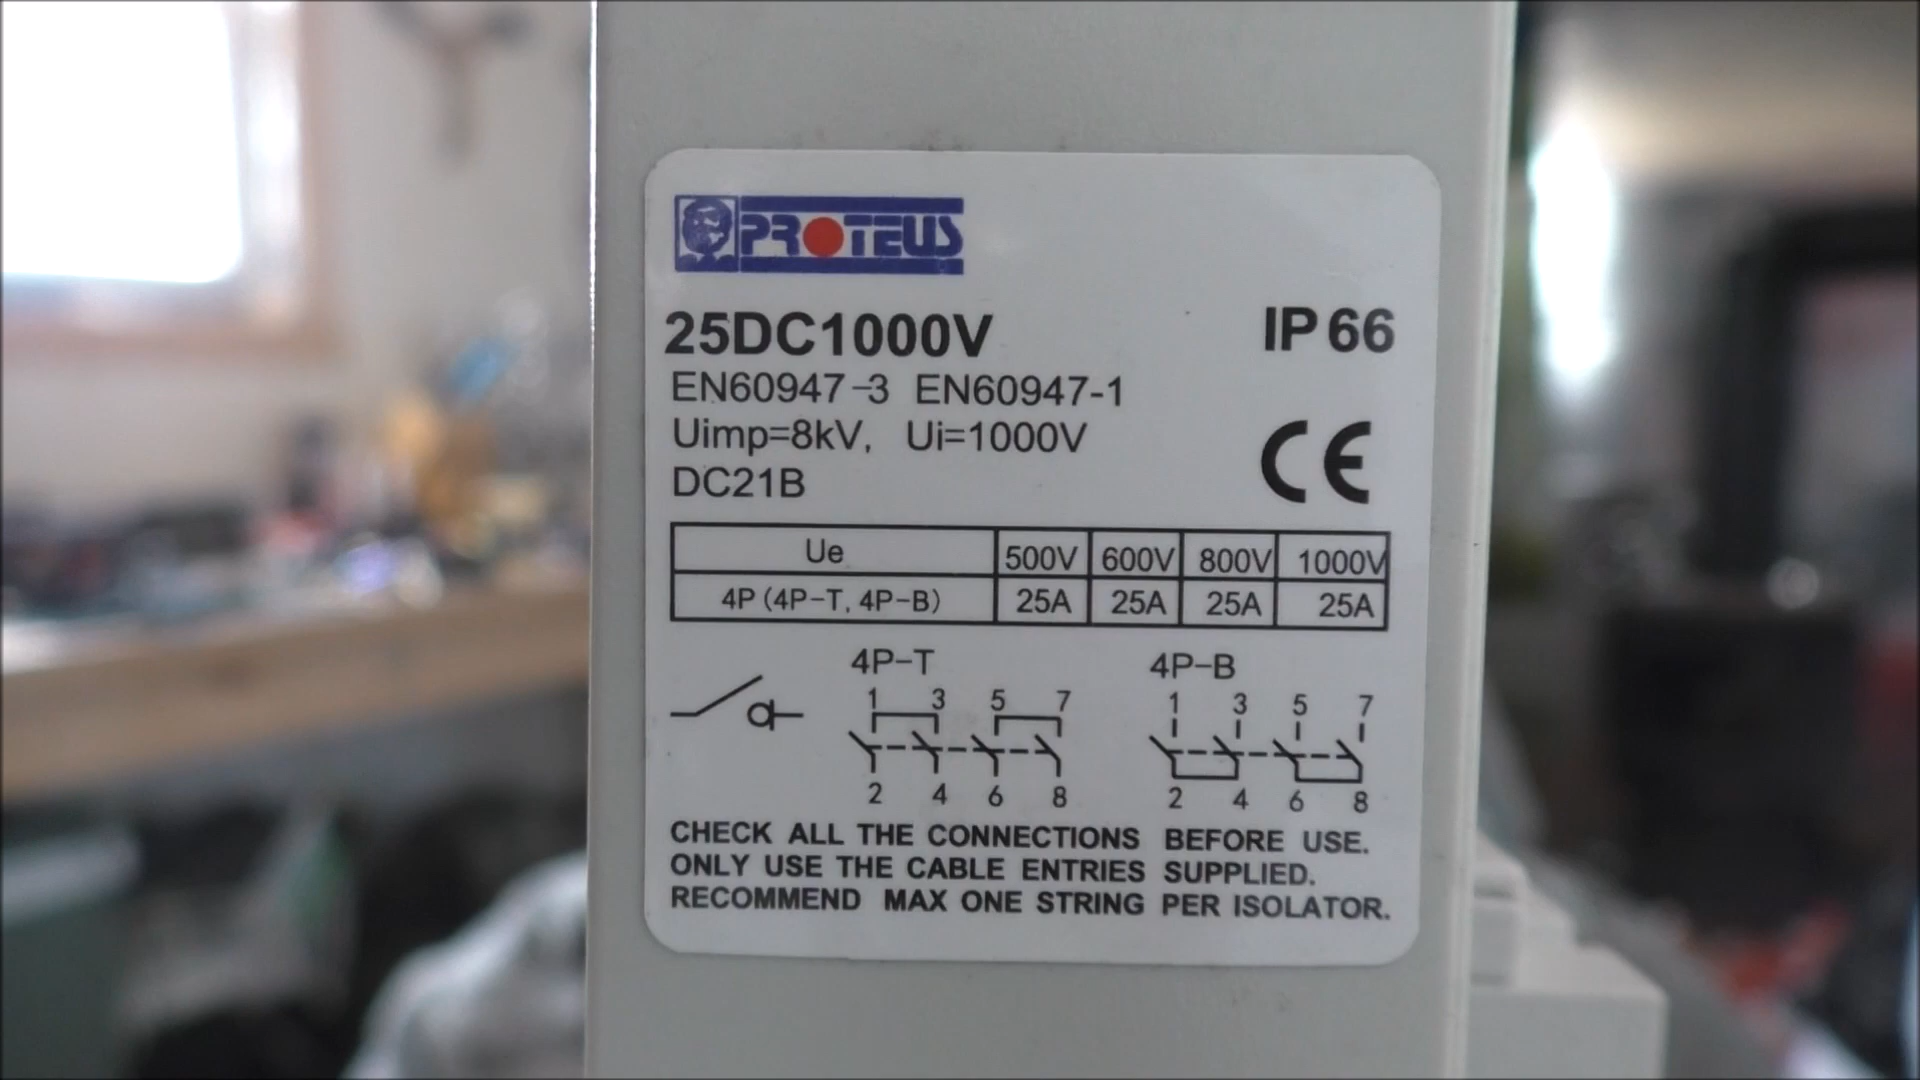 PROTEUS
25DC1000V IP66
EN60947-3 EN60947-1
Uimp=8kV, Ui=1000V
DC21B CE
Ue 500V 600V 800V 1000V
4P (4P-T, 4P-B) 25A 25A 25A 25A
4P-T 4P-B
1 3 5 7 1 3 5 7
2 4 6 8 2 4 6 8
CHECK ALL THE CONNECTIONS BEFORE USE.
ONLY USE THE CABLE ENTRIES SUPPLIED.
RECOMMEND MAX ONE STRING PER ISOLATOR.